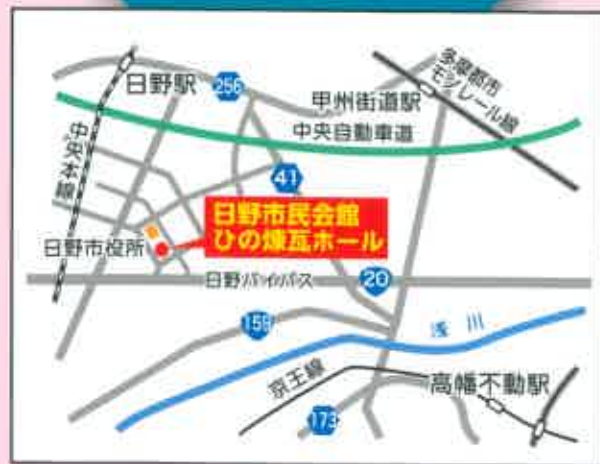 日野駅
256
甲州街道駅
多摩都市
モノレール線
中央自動車道
中央本線
41
日野市民会館
ひの煉瓦ホール
日野市役所
日野バイパス
20
159
浅川
京王線
高幡不動駅
173